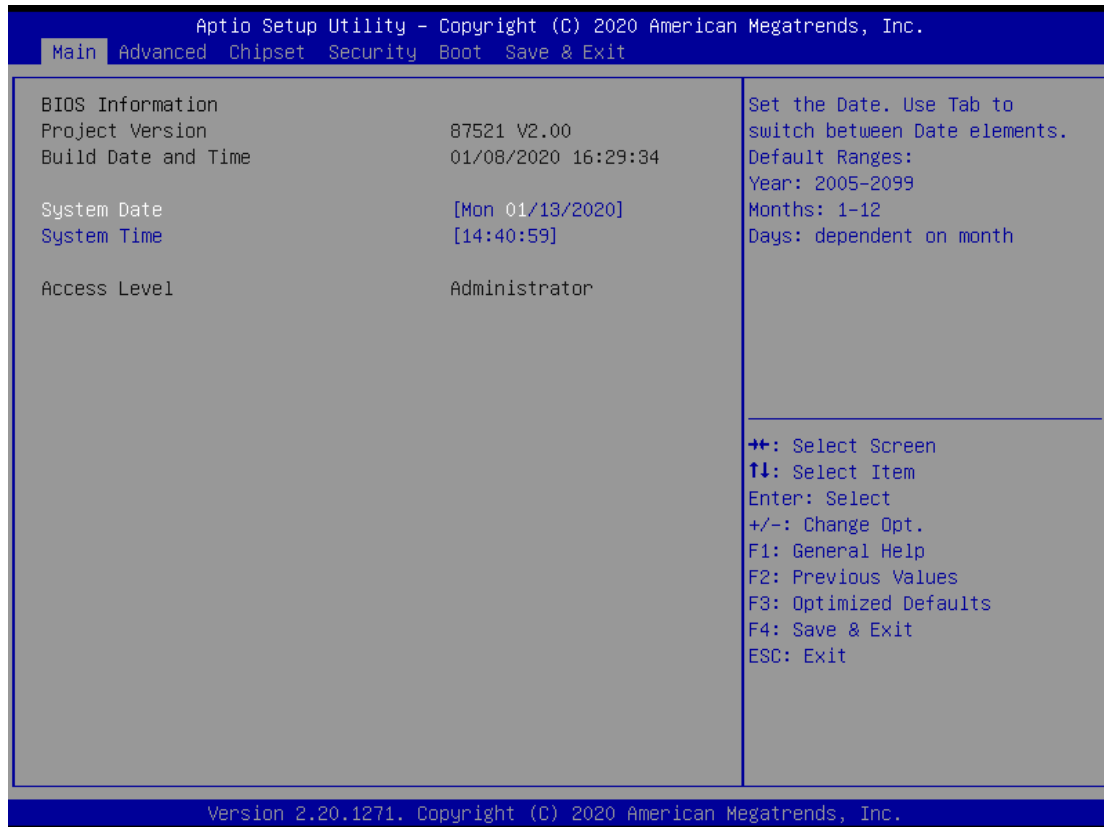 Aptio Setup Utility – Copyright (C) 2020 American Megatrends, Inc.
Main Advanced Chipset Security Boot Save & Exit
BIOS Information
Project Version 87521 V2.00
Build Date and Time 01/08/2020 16:29:34
System Date [Mon 01/13/2020]
System Time [14:40:59]
Access Level Administrator
Set the Date. Use Tab to
switch between Date elements.
Default Ranges:
Year: 2005-2099
Months: 1-12
Days: dependent on month
→←: Select Screen
↑↓: Select Item
Enter: Select
+/-: Change Opt.
F1: General Help
F2: Previous Values
F3: Optimized Defaults
F4: Save & Exit
ESC: Exit
Version 2.20.1271. Copyright (C) 2020 American Megatrends, Inc.